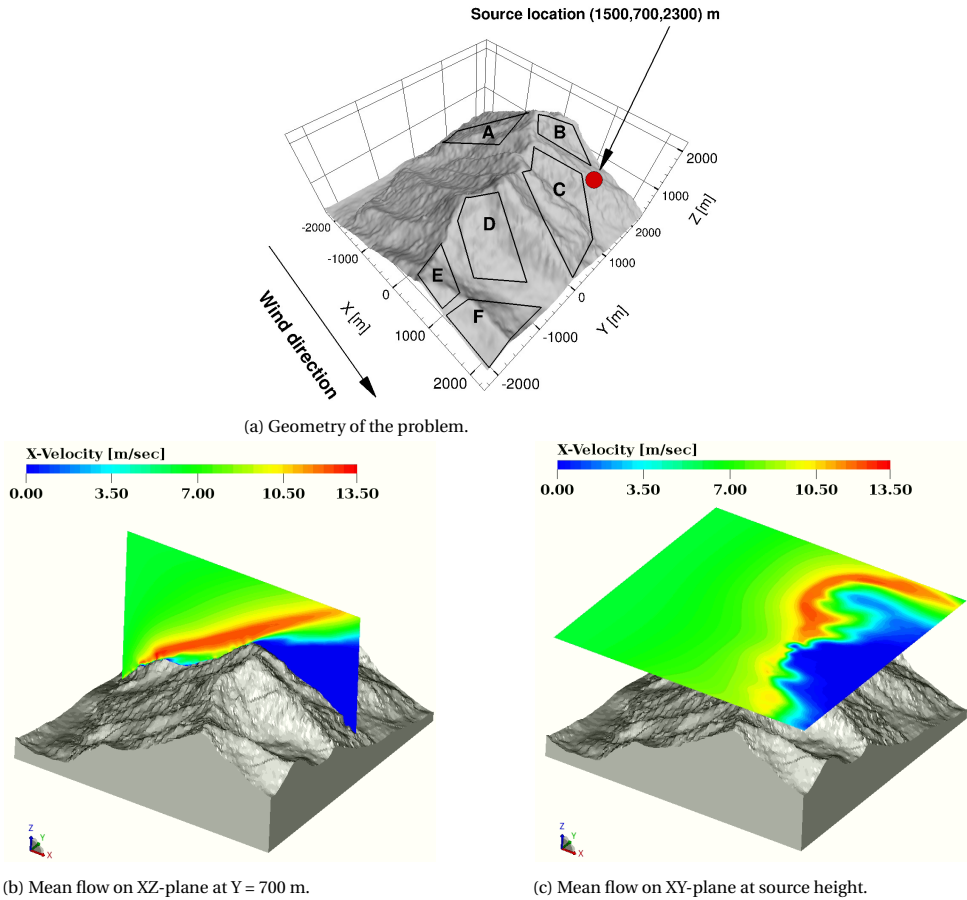 Source location (1500,700,2300) m
A
B
C
D
E
F
2000
1000
Z [m]
2000
1000
0
Y [m]
-1000
-2000
-2000
-1000
0
X [m]
1000
2000
Wind direction
(a) Geometry of the problem.
X-Velocity [m/sec]
0.00 3.50 7.00 10.50 13.50
Z
Y
X
(b) Mean flow on XZ-plane at Y = 700 m.
X-Velocity [m/sec]
0.00 3.50 7.00 10.50 13.50
Z
Y
X
(c) Mean flow on XY-plane at source height.